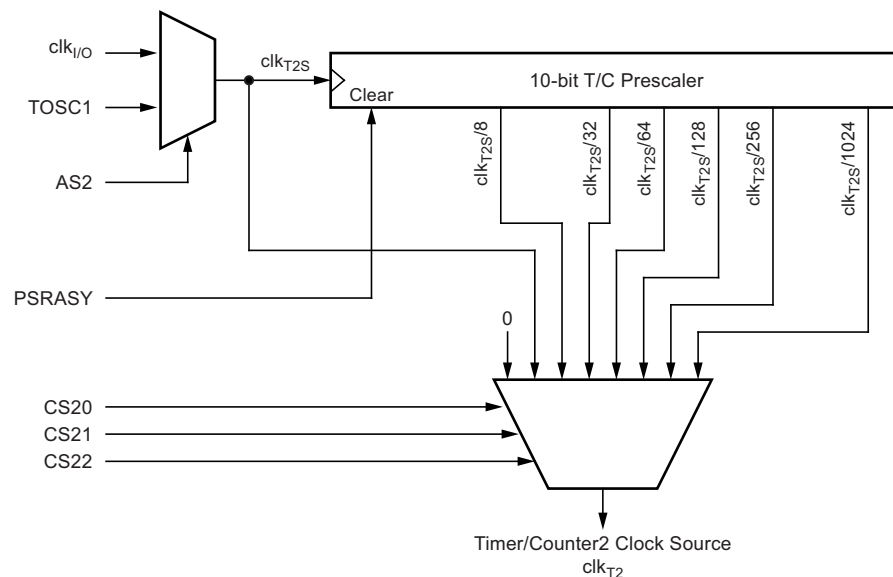 clkI/O
clkT2S
10-bit T/C Prescaler
TOSC1
Clear
clkT2S/8
clkT2S/32
clkT2S/64
clkT2S/128
clkT2S/256
clkT2S/1024
AS2
PSRASY
0
CS20
CS21
CS22
Timer/Counter2 Clock Source
clkT2